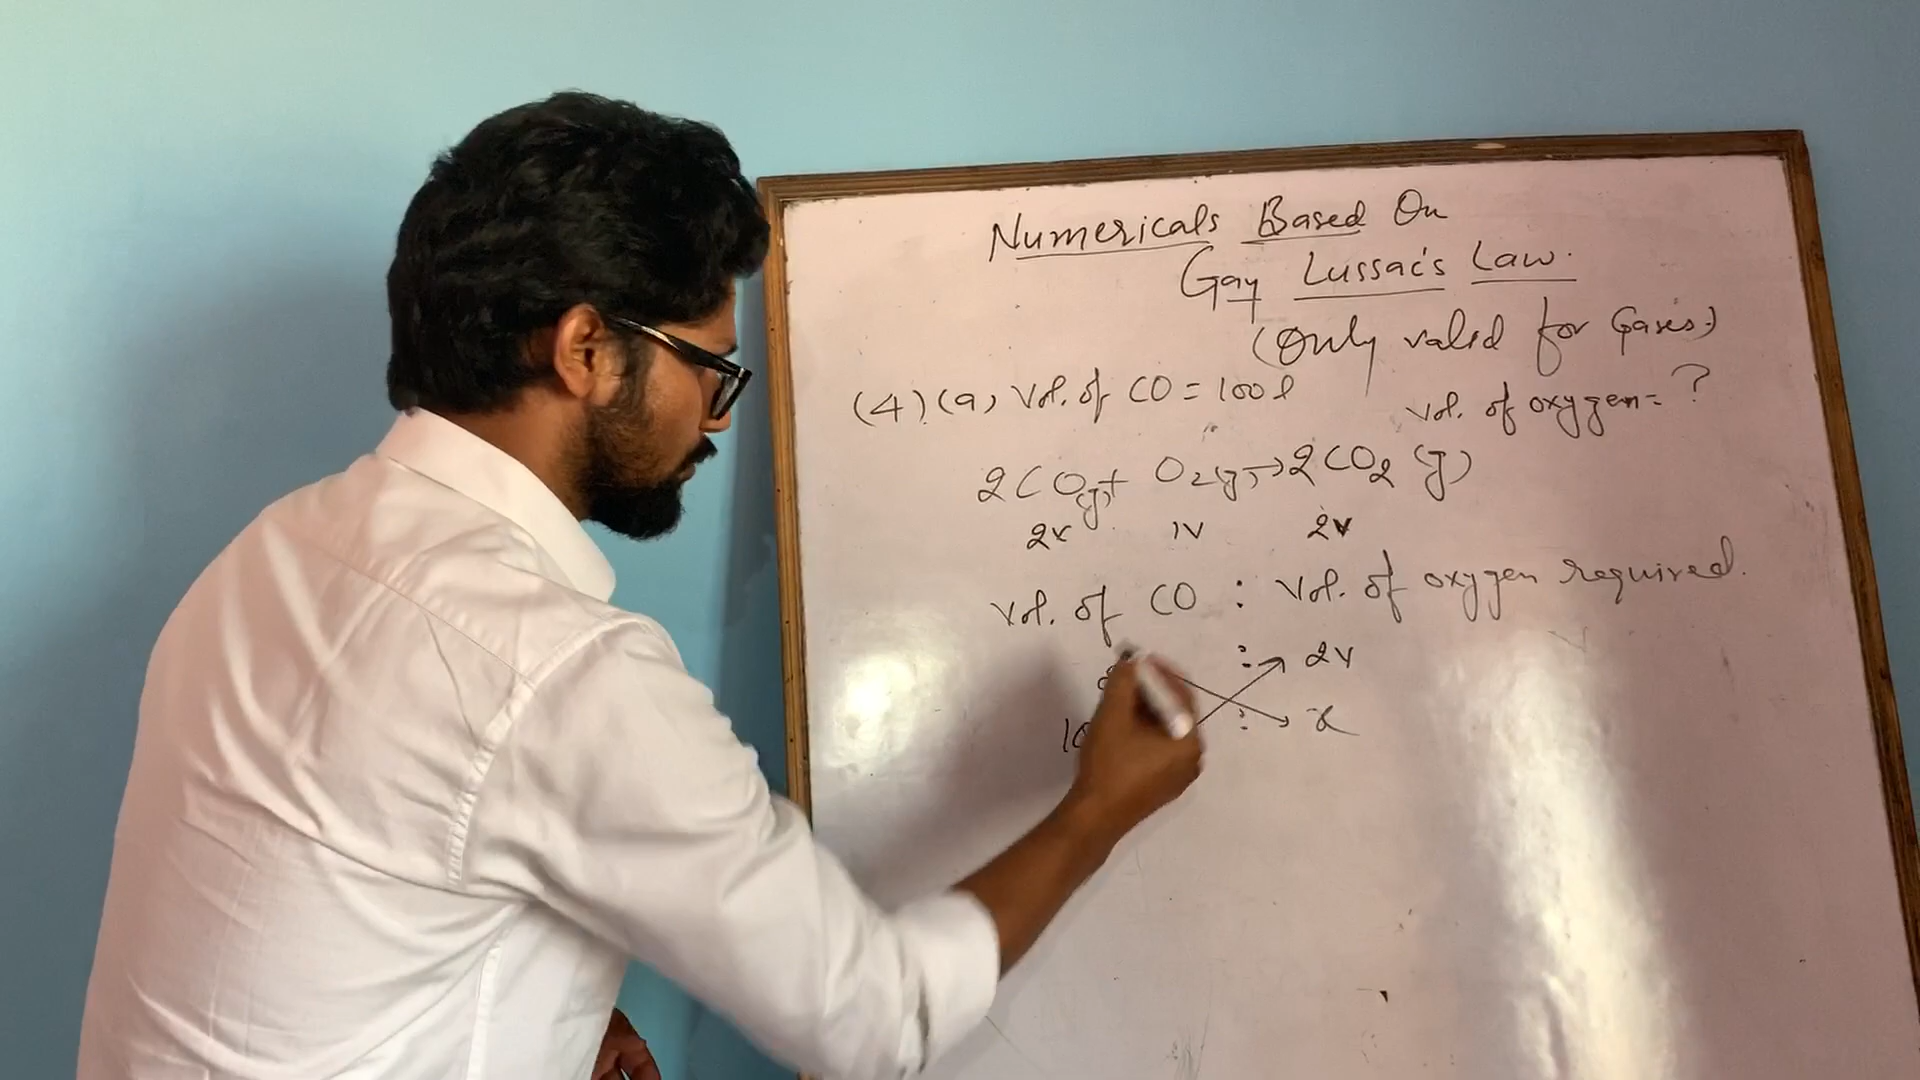 Numericals Based On
Gay Lussac's Law.
(Only valid for Gases.)
(4) (a) Vol. of CO = 100 l Vol. of oxygen = ?
2CO(g) + O2(g) → 2CO2(g)
2V 1V 2V
Vol. of CO : Vol. of oxygen required.
: 2V
10 : x